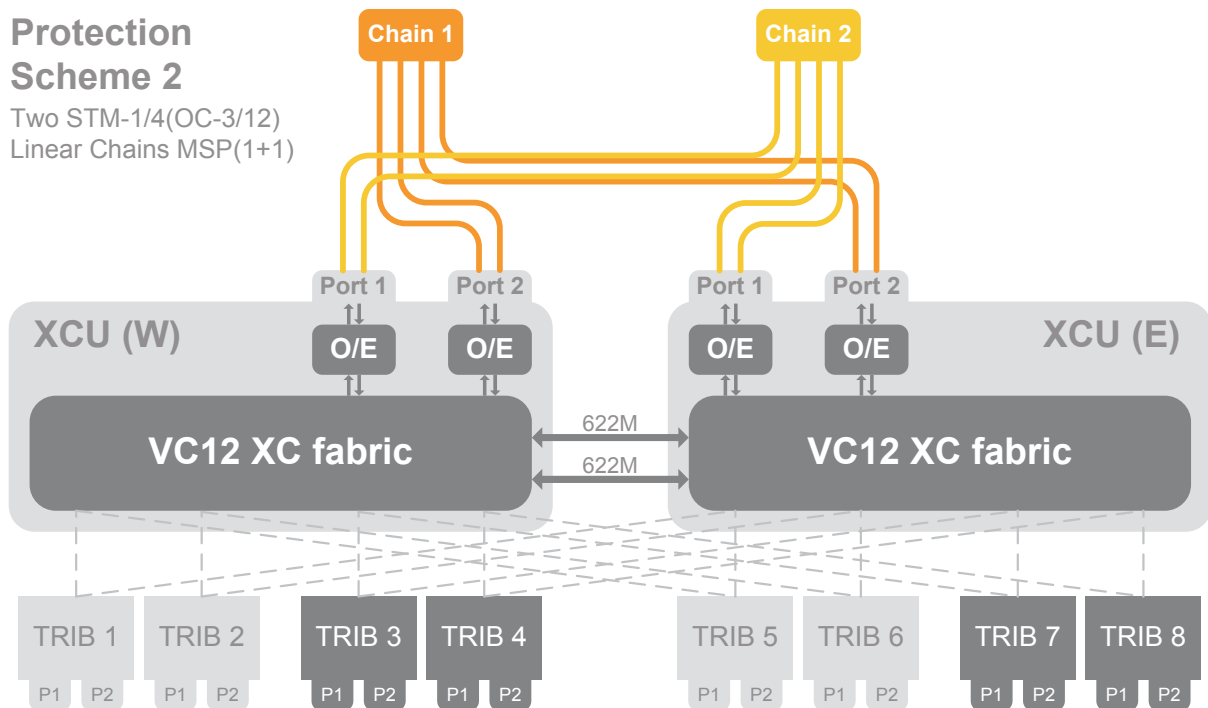 Protection
Scheme 2
Two STM-1/4(OC-3/12)
Linear Chains MSP(1+1)
Chain 1
Chain 2
Port 1
Port 2
Port 1
Port 2
XCU (W)
XCU (E)
O/E
O/E
O/E
O/E
VC12 XC fabric
622M
622M
VC12 XC fabric
TRIB 1
TRIB 2
TRIB 3
TRIB 4
TRIB 5
TRIB 6
TRIB 7
TRIB 8
P1 P2
P1 P2
P1 P2
P1 P2
P1 P2
P1 P2
P1 P2
P1 P2